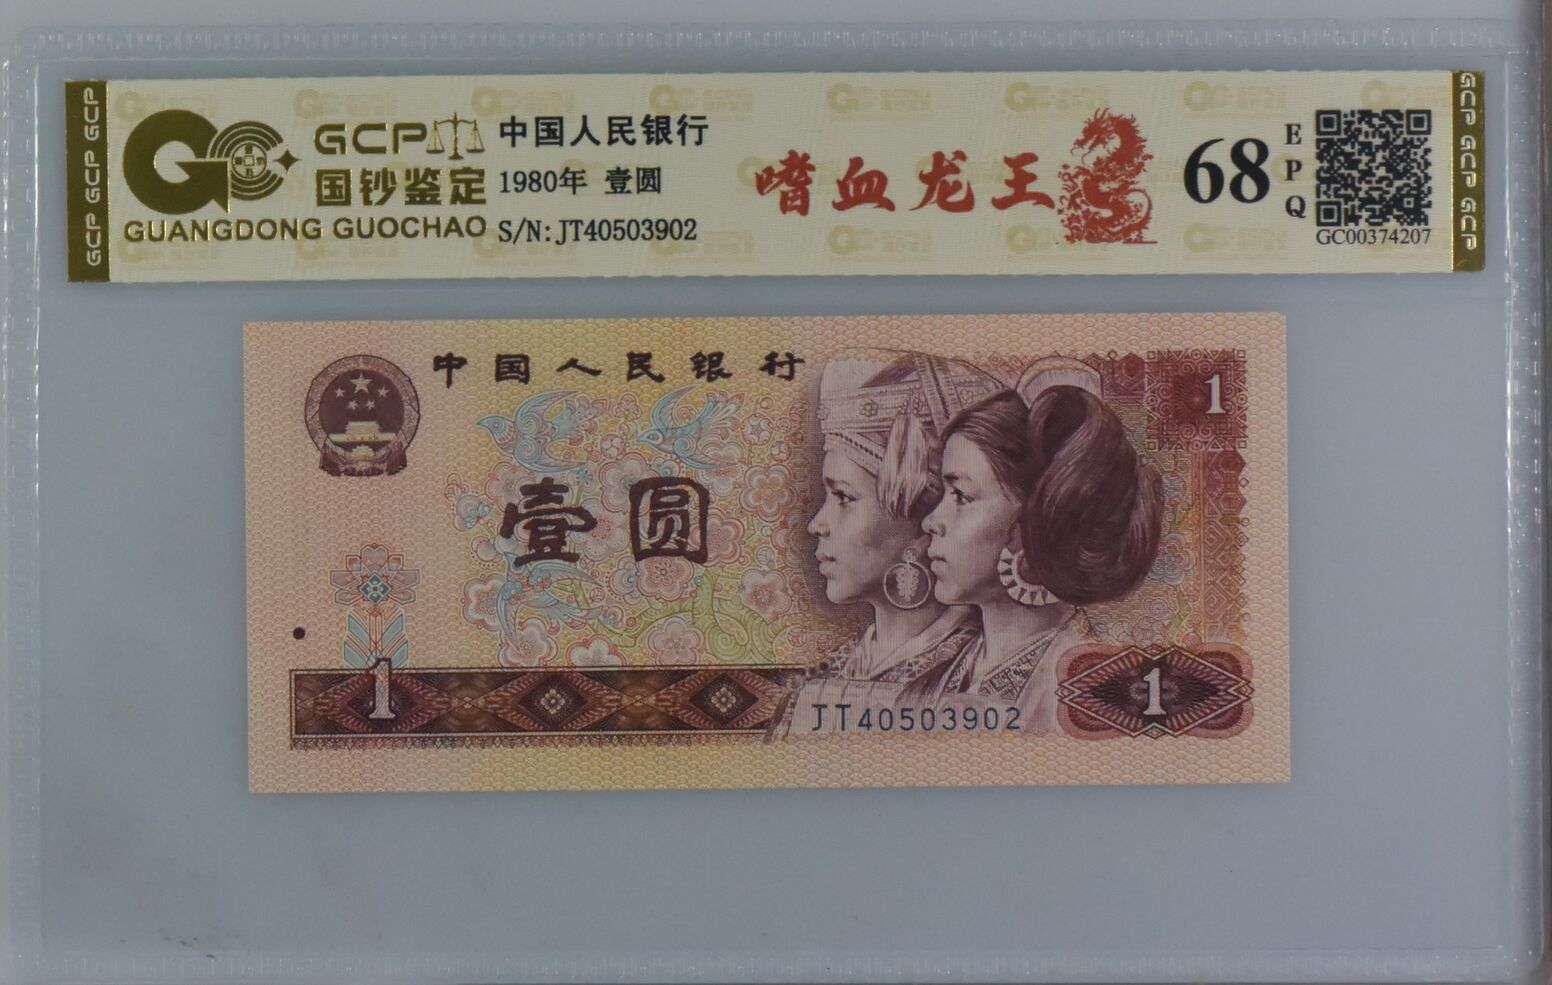 GCP GCP GCP
GCP
国钞鉴定
GUANGDONG GUOCHAO
中国人民银行
1980年 壹圆
S/N:JT40503902
嗜血龙王
68
EPQ
GC00374207
GCP GCP GCP
中国人民银行
1
壹圆
1
JT40503902
1